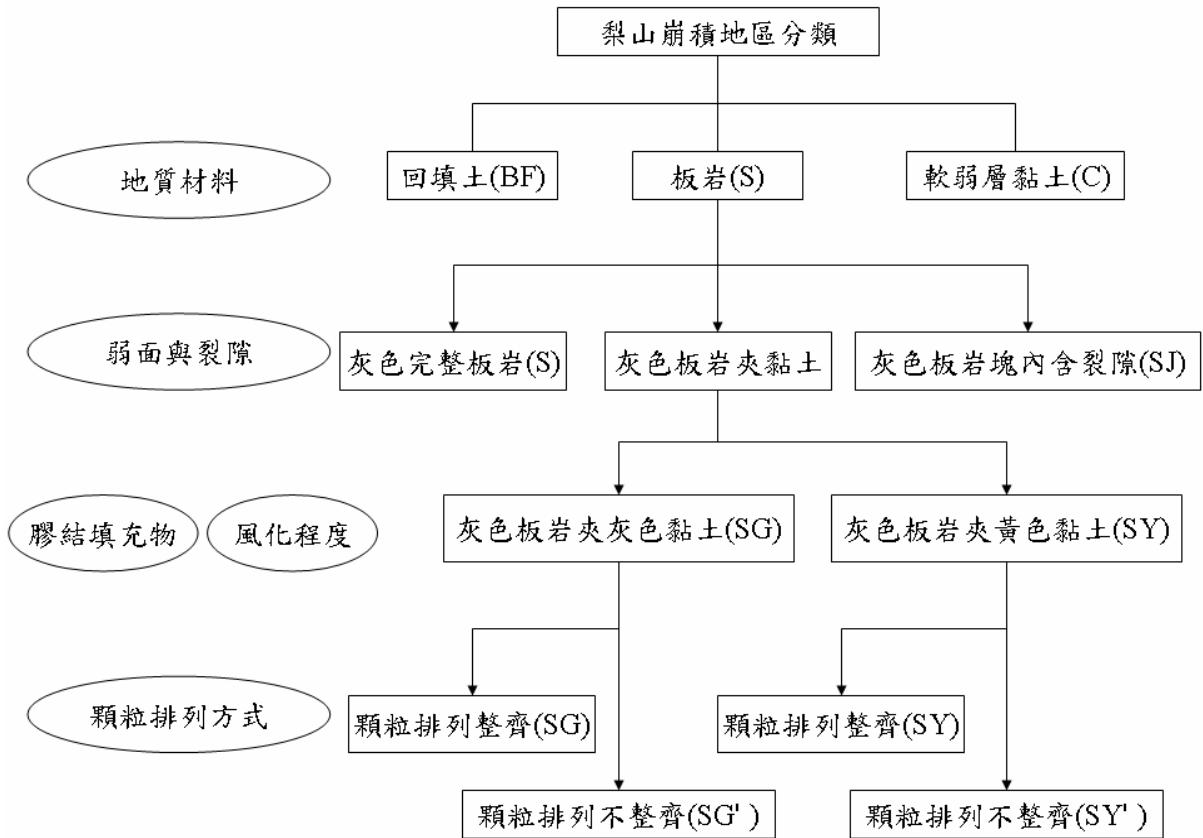 梨山崩積地區分類
地質材料
回填土(BF)
板岩(S)
軟弱層黏土(C)
弱面與裂隙
灰色完整板岩(S)
灰色板岩夾黏土
灰色板岩塊內含裂隙(SJ)
膠結填充物
風化程度
灰色板岩夾灰色黏土(SG)
灰色板岩夾黃色黏土(SY)
顆粒排列方式
顆粒排列整齊(SG)
顆粒排列整齊(SY)
顆粒排列不整齊(SG' )
顆粒排列不整齊(SY' )